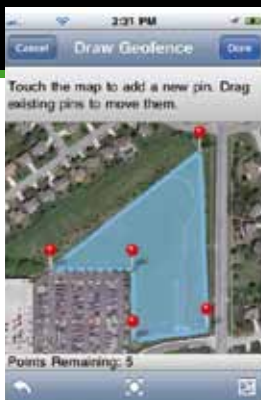 2:31 PM
Cancel Draw Geofence Done
Touch the map to add a new pin. Drag
existing pins to move them.
Points Remaining: 5